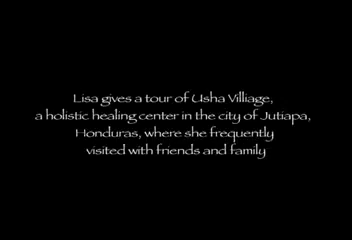 Lisa gives a tour of Usha Villiage,
a holistic healing center in the city of Jutiapa,
Honduras, where she frequently
visited with friends and family